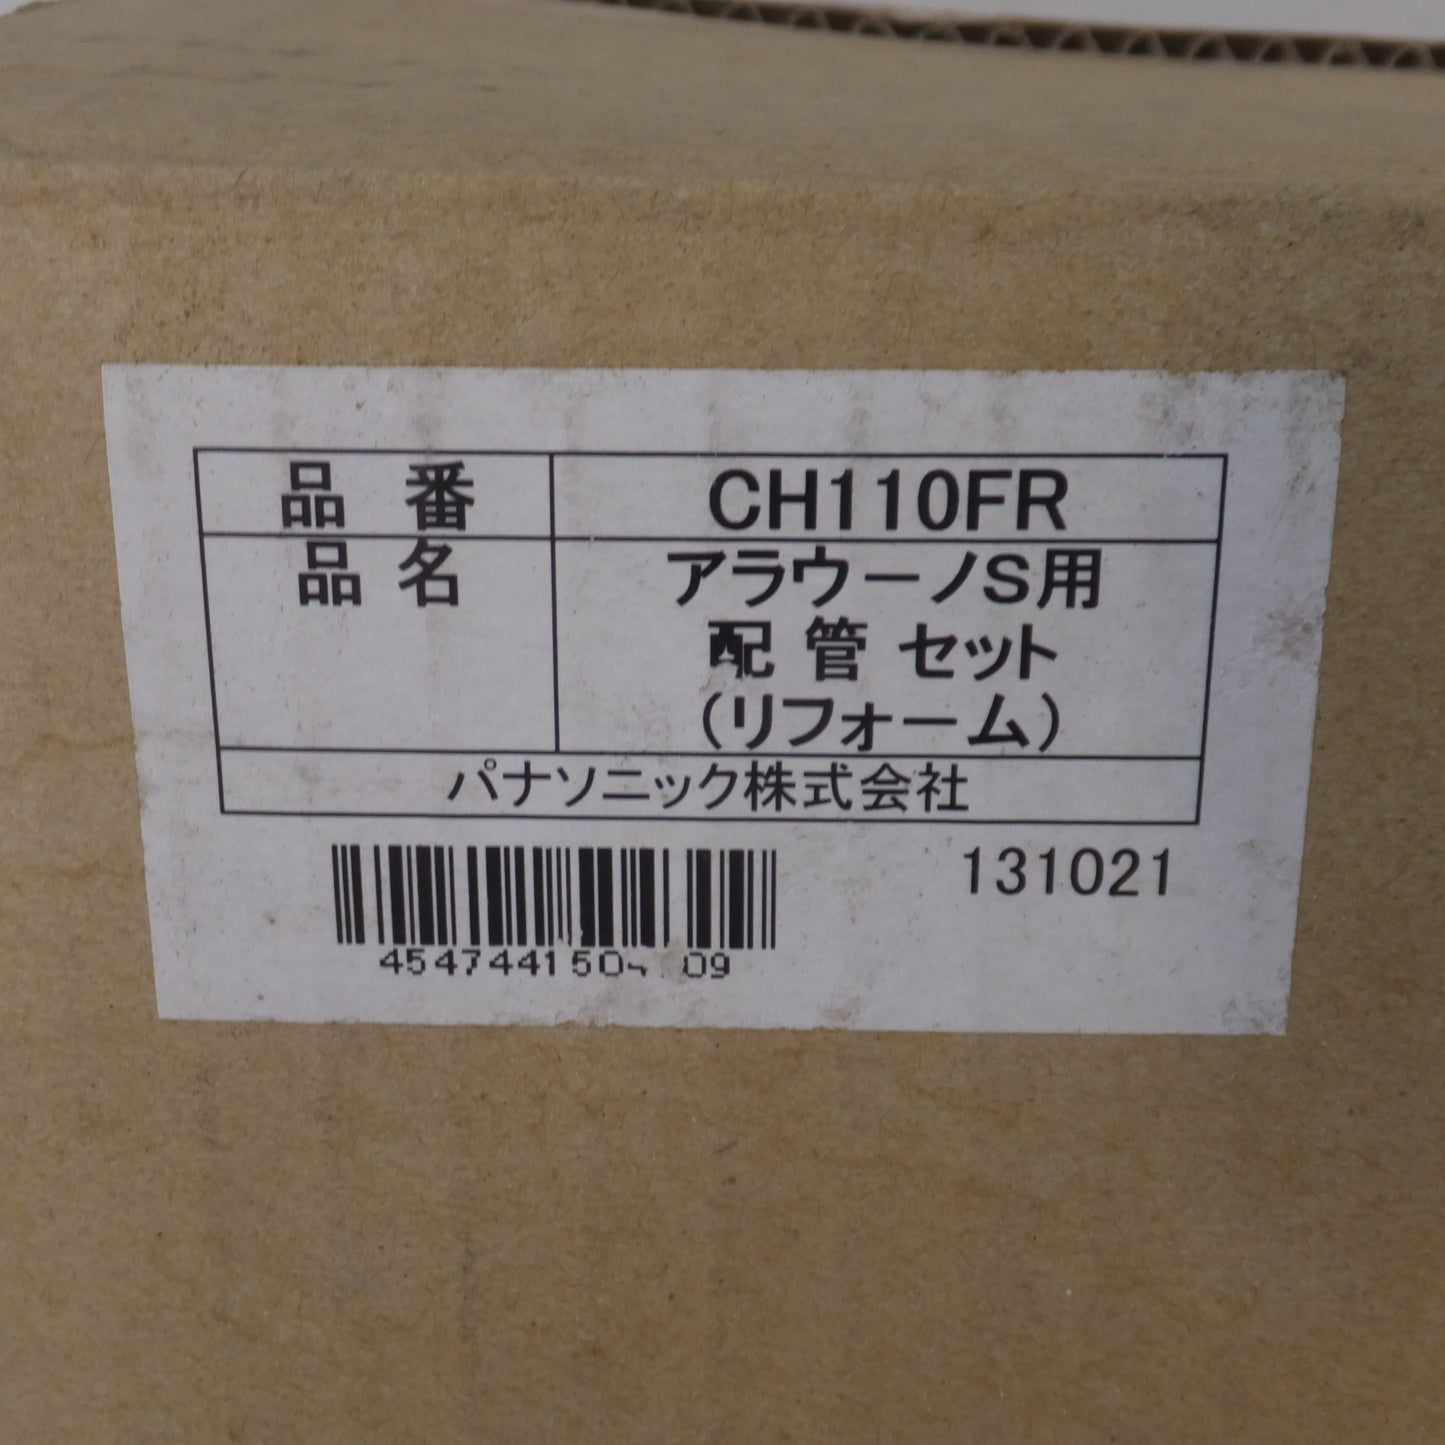 品 番 CH110FR
品 名 アラウーノS用
配 管 セット
(リフォーム)
パナソニック株式会社
131021